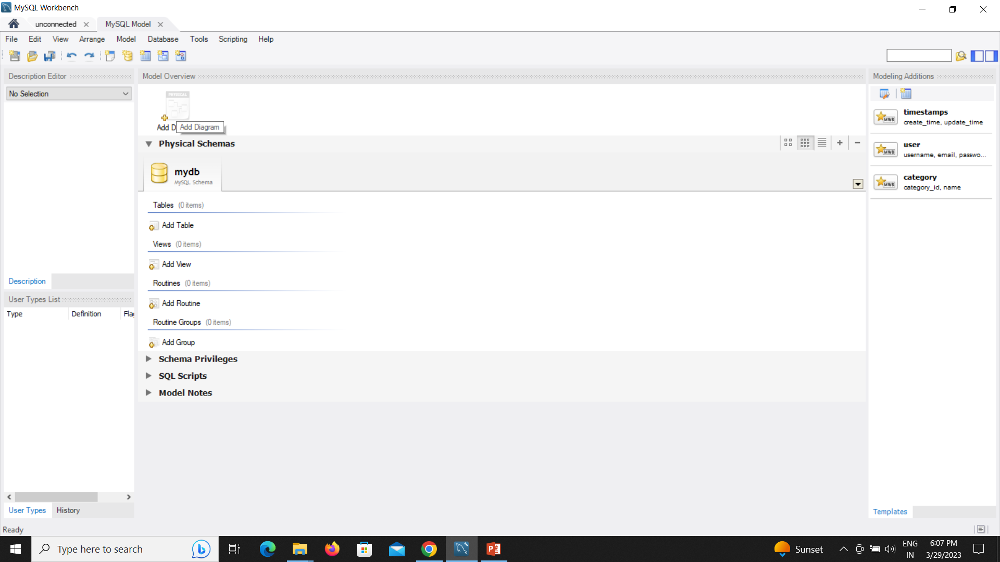 MySQL Workbench
unconnected
MySQL Model
File Edit View Arrange Model Database Tools Scripting Help
Description Editor
No Selection
Description
User Types List
Type Definition
User Types History
Model Overview
PHYSICAL
Add D
Add Diagram
Physical Schemas
mydb
MySQL Schema
Tables (0 items)
Add Table
Views (0 items)
Add View
Routines (0 items)
Add Routine
Routine Groups (0 items)
Add Group
Schema Privileges
SQL Scripts
Model Notes
Modeling Additions
MWB
timestamps
create_time, update_time
MWB
user
username, email, passwo...
MWB
category
category_id, name
Templates
Ready
Type here to search
Sunset
ENG
IN
6:07 PM
3/29/2023